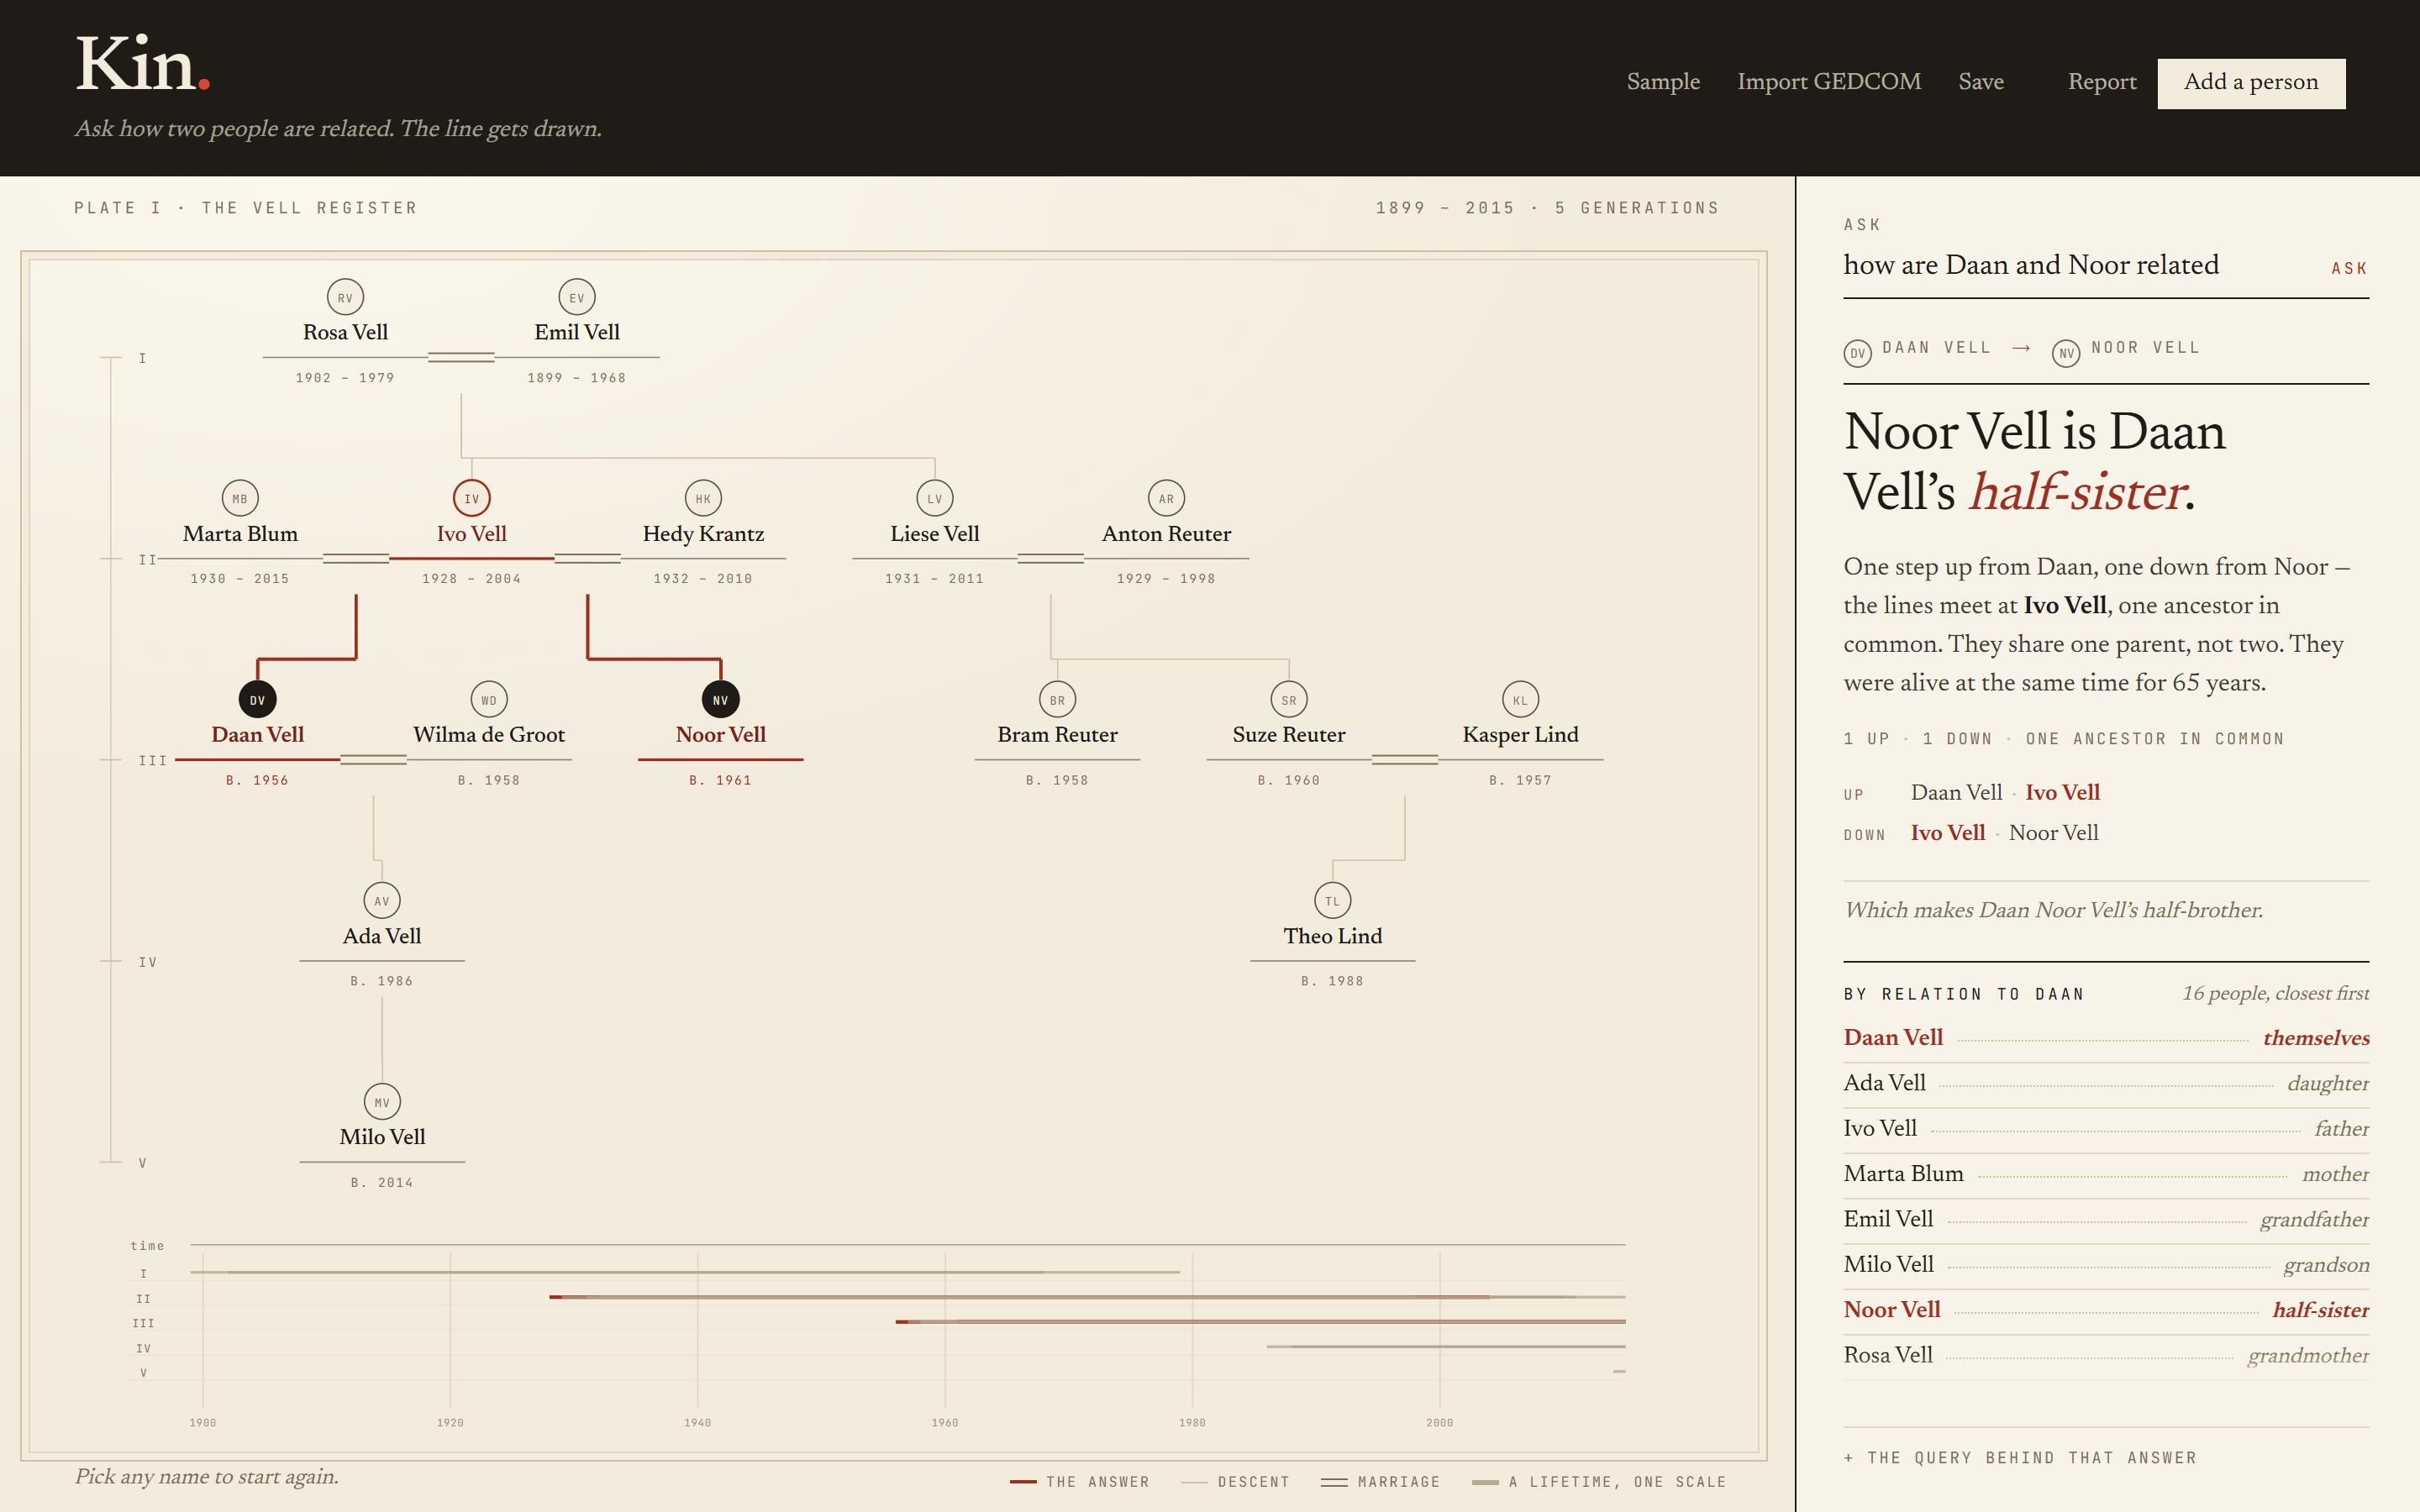 Kin.
Ask how two people are related. The line gets drawn.
Sample
Import GEDCOM
Save
Report
Add a person
PLATE I · THE VELL REGISTER
1899 – 2015 · 5 GENERATIONS
RV
EV
Rosa Vell
Emil Vell
I
1902 – 1979
1899 – 1968
MB
IV
HK
LV
AR
Marta Blum
Ivo Vell
Hedy Krantz
Liese Vell
Anton Reuter
II
1930 – 2015
1928 – 2004
1932 – 2010
1931 – 2011
1929 – 1998
DV
WD
NV
BR
SR
KL
Daan Vell
Wilma de Groot
Noor Vell
Bram Reuter
Suze Reuter
Kasper Lind
III
B. 1956
B. 1958
B. 1961
B. 1958
B. 1960
B. 1957
AV
TL
Ada Vell
Theo Lind
IV
B. 1986
B. 1988
MV
Milo Vell
V
B. 2014
time
I
II
III
IV
V
1900
1920
1940
1960
1980
2000
Pick any name to start again.
THE ANSWER
DESCENT
MARRIAGE
A LIFETIME, ONE SCALE
ASK
how are Daan and Noor related
ASK
DV DAAN VELL → NV NOOR VELL
Noor Vell is Daan
Vell’s half-sister.
One step up from Daan, one down from Noor —
the lines meet at Ivo Vell, one ancestor in
common. They share one parent, not two. They
were alive at the same time for 65 years.
1 UP · 1 DOWN · ONE ANCESTOR IN COMMON
UP Daan Vell · Ivo Vell
DOWN Ivo Vell · Noor Vell
Which makes Daan Noor Vell’s half-brother.
BY RELATION TO DAAN
16 people, closest first
Daan Vell themselves
Ada Vell daughter
Ivo Vell father
Marta Blum mother
Emil Vell grandfather
Milo Vell grandson
Noor Vell half-sister
Rosa Vell grandmother
+ THE QUERY BEHIND THAT ANSWER